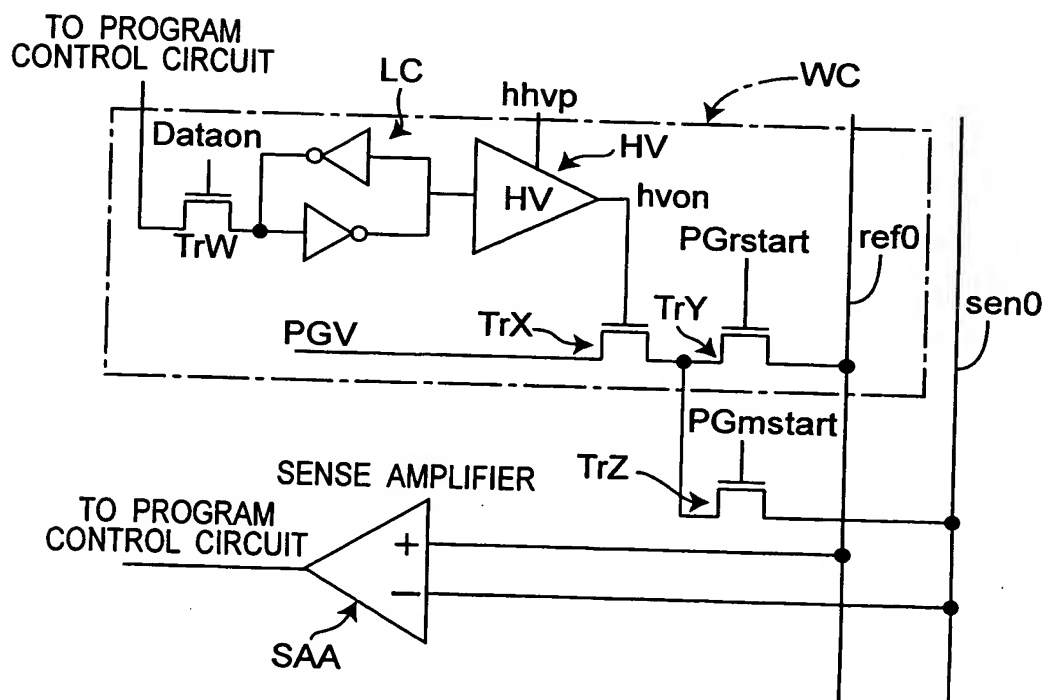 TO PROGRAM
CONTROL CIRCUIT
LC
WC
hhvp
Dataon
HV
HV
hvon
TrW
PGrstart
ref0
sen0
TrX
TrY
PGV
PGmstart
TrZ
SENSE AMPLIFIER
TO PROGRAM
CONTROL CIRCUIT
+
−
SAA